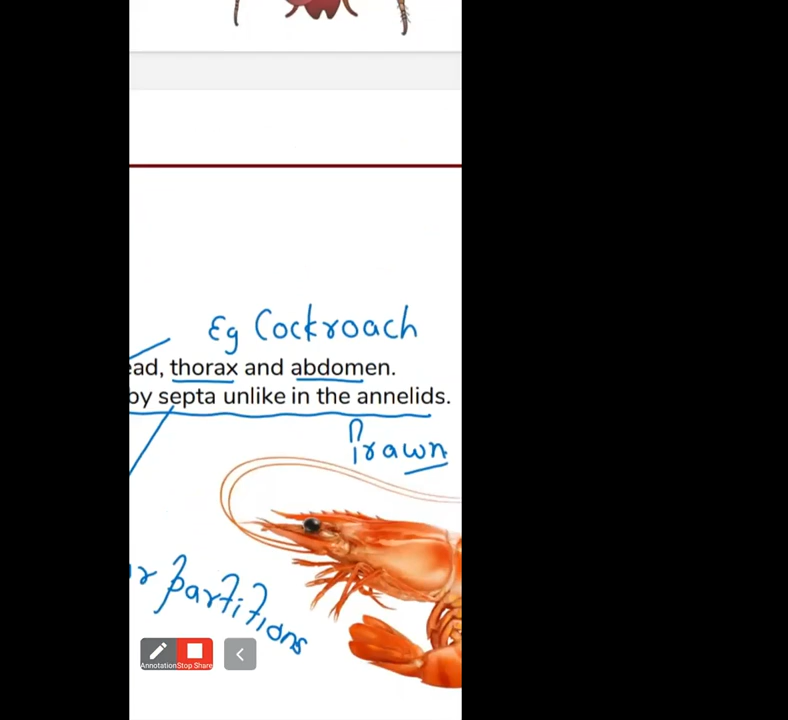 Eg Cockroach
ead, thorax and abdomen.
by septa unlike in the annelids.
Prawn
r partitions
Annotation Stop Share